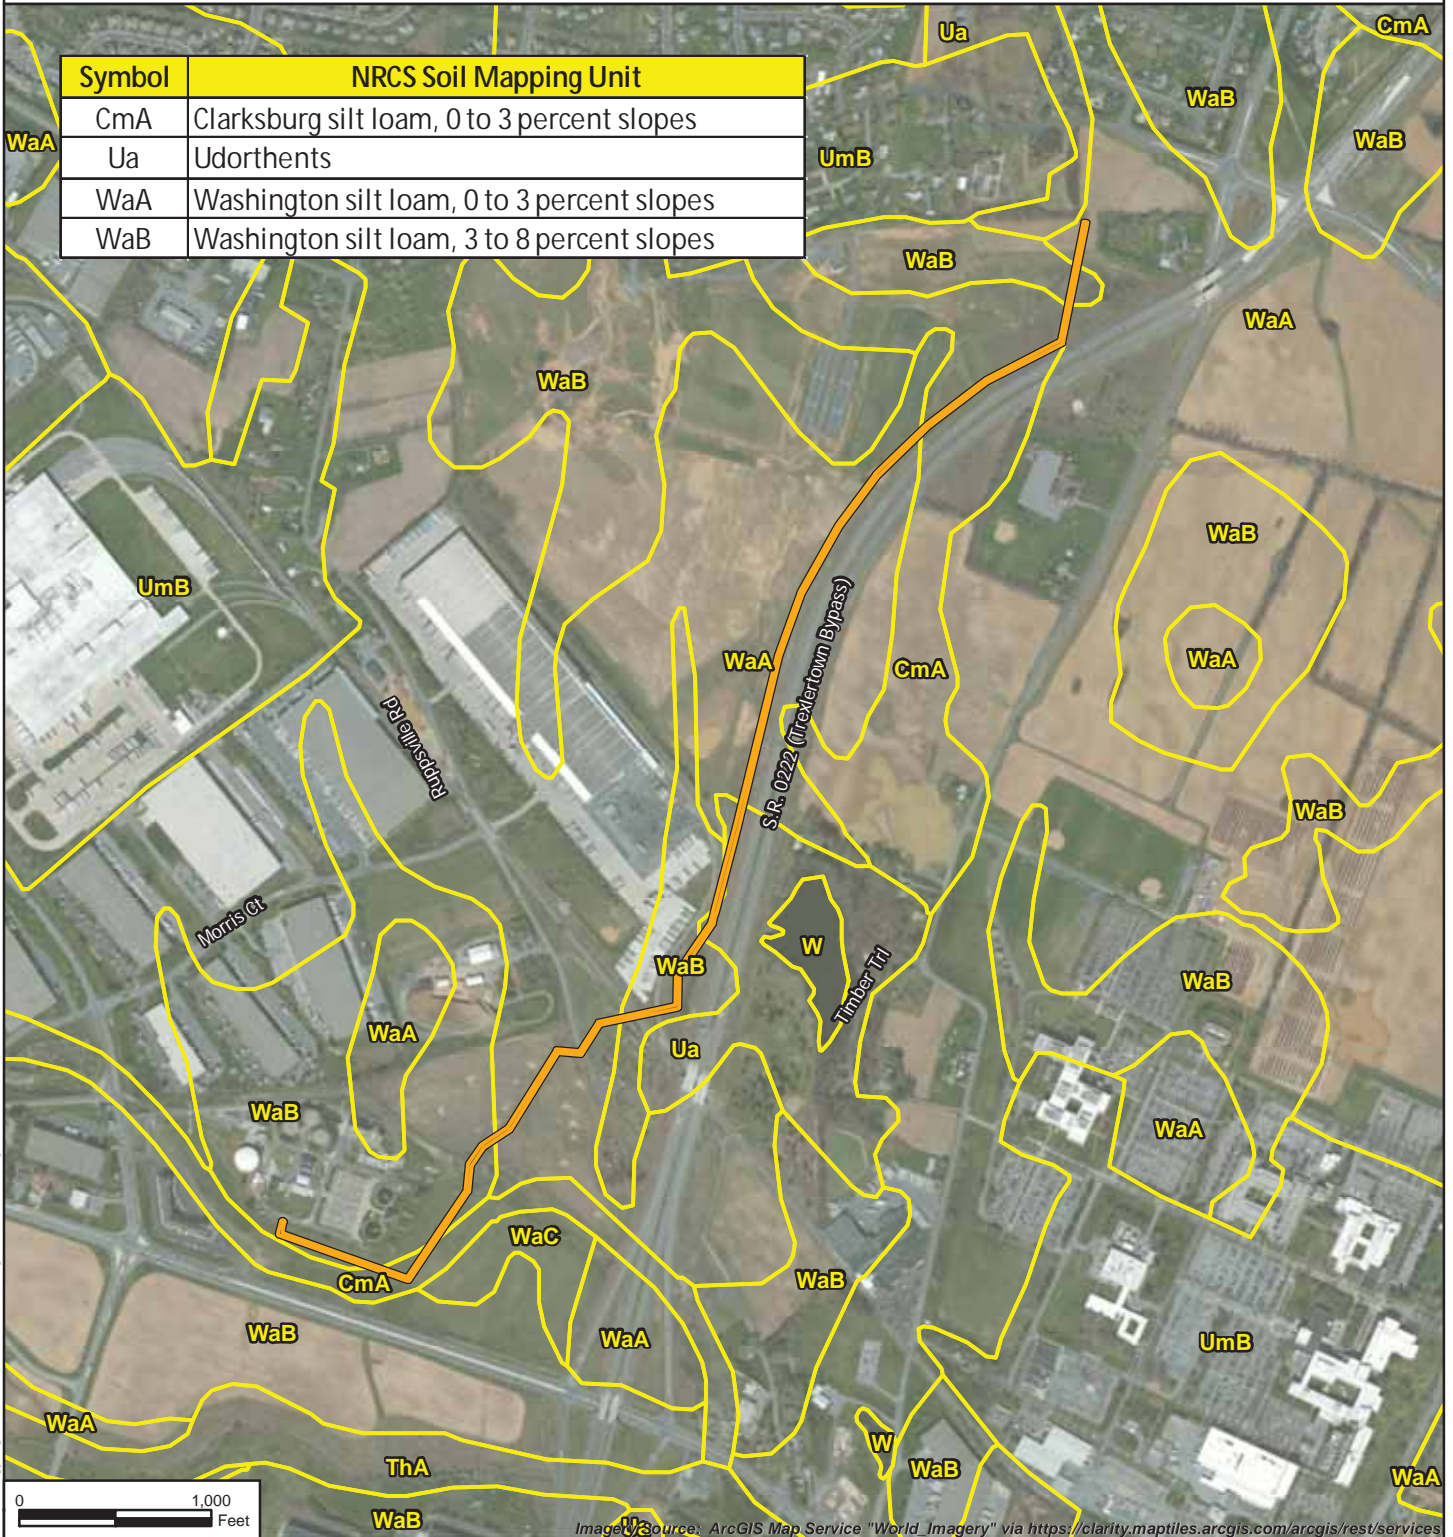 Ua
CmA
Symbol NRCS Soil Mapping Unit
CmA Clarksburg silt loam, 0 to 3 percent slopes
Ua Udorthents
WaA Washington silt loam, 0 to 3 percent slopes
WaB Washington silt loam, 3 to 8 percent slopes
WaB
WaA
UmB
WaB
WaB
WaA
WaB
WaB
UmB
S.R. 0222 (Trexlertown Bypass)
WaA
CmA
WaA
Ruppsville Rd
WaB
Morris Ct
W
WaB
Timber Trl
WaB
WaA
Ua
WaB
WaA
WaC
CmA
WaB
WaB
WaA
UmB
WaA
W
ThA
WaB
WaA
0 1,000
Feet
WaB
Ua
Imagery Source: ArcGIS Map Service "World_Imagery" via https://clarity.maptiles.arcgis.com/arcgis/rest/services